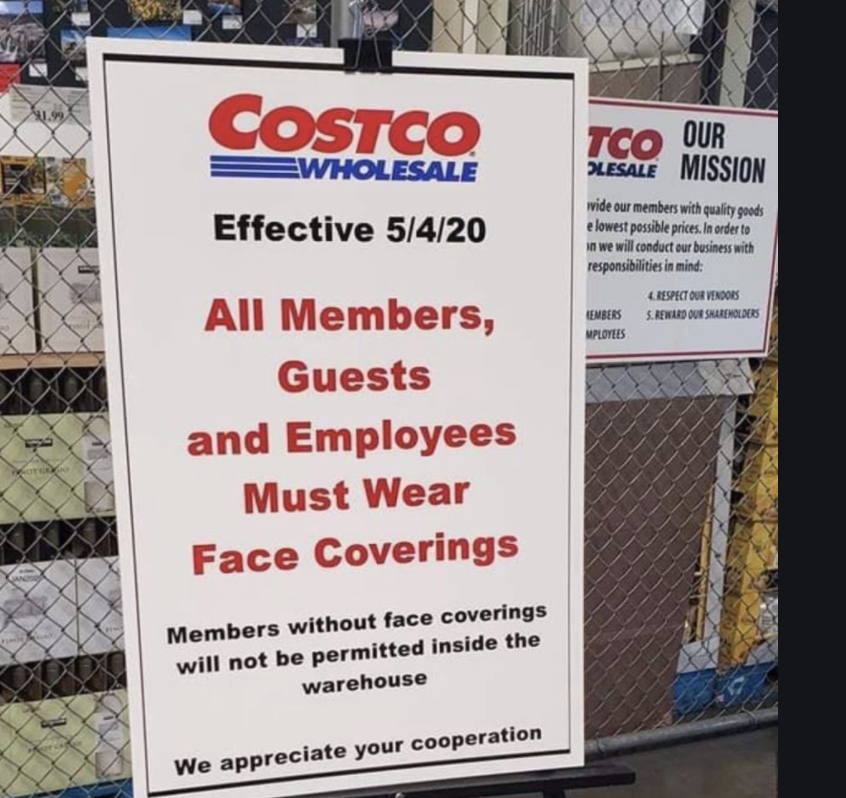 COSTCO
WHOLESALE
Effective 5/4/20
All Members,
Guests
and Employees
Must Wear
Face Coverings
Members without face coverings
will not be permitted inside the
warehouse
We appreciate your cooperation
TCO
OLESALE
OUR
MISSION
vide our members with quality goods
e lowest possible prices. In order to
n we will conduct our business with
responsibilities in mind:
4. RESPECT OUR VENDORS
EMBERS
5. REWARD OUR SHAREHOLDERS
MPLOYEES
31.99